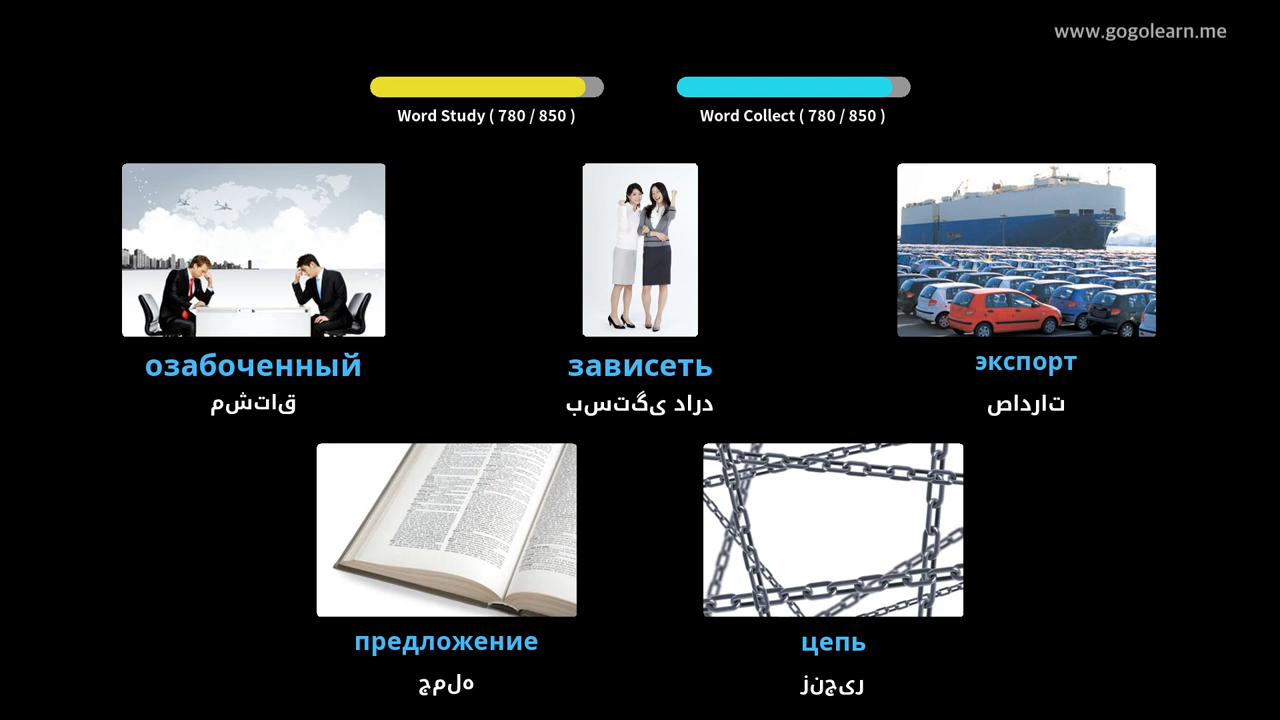 www.gogolearn.me
Word Study ( 780 / 850 )
Word Collect ( 780 / 850 )
озабоченный
مشتاق
зависеть
بستگی دارد
экспорт
صادرات
предложение
جمله
цепь
زنجیر